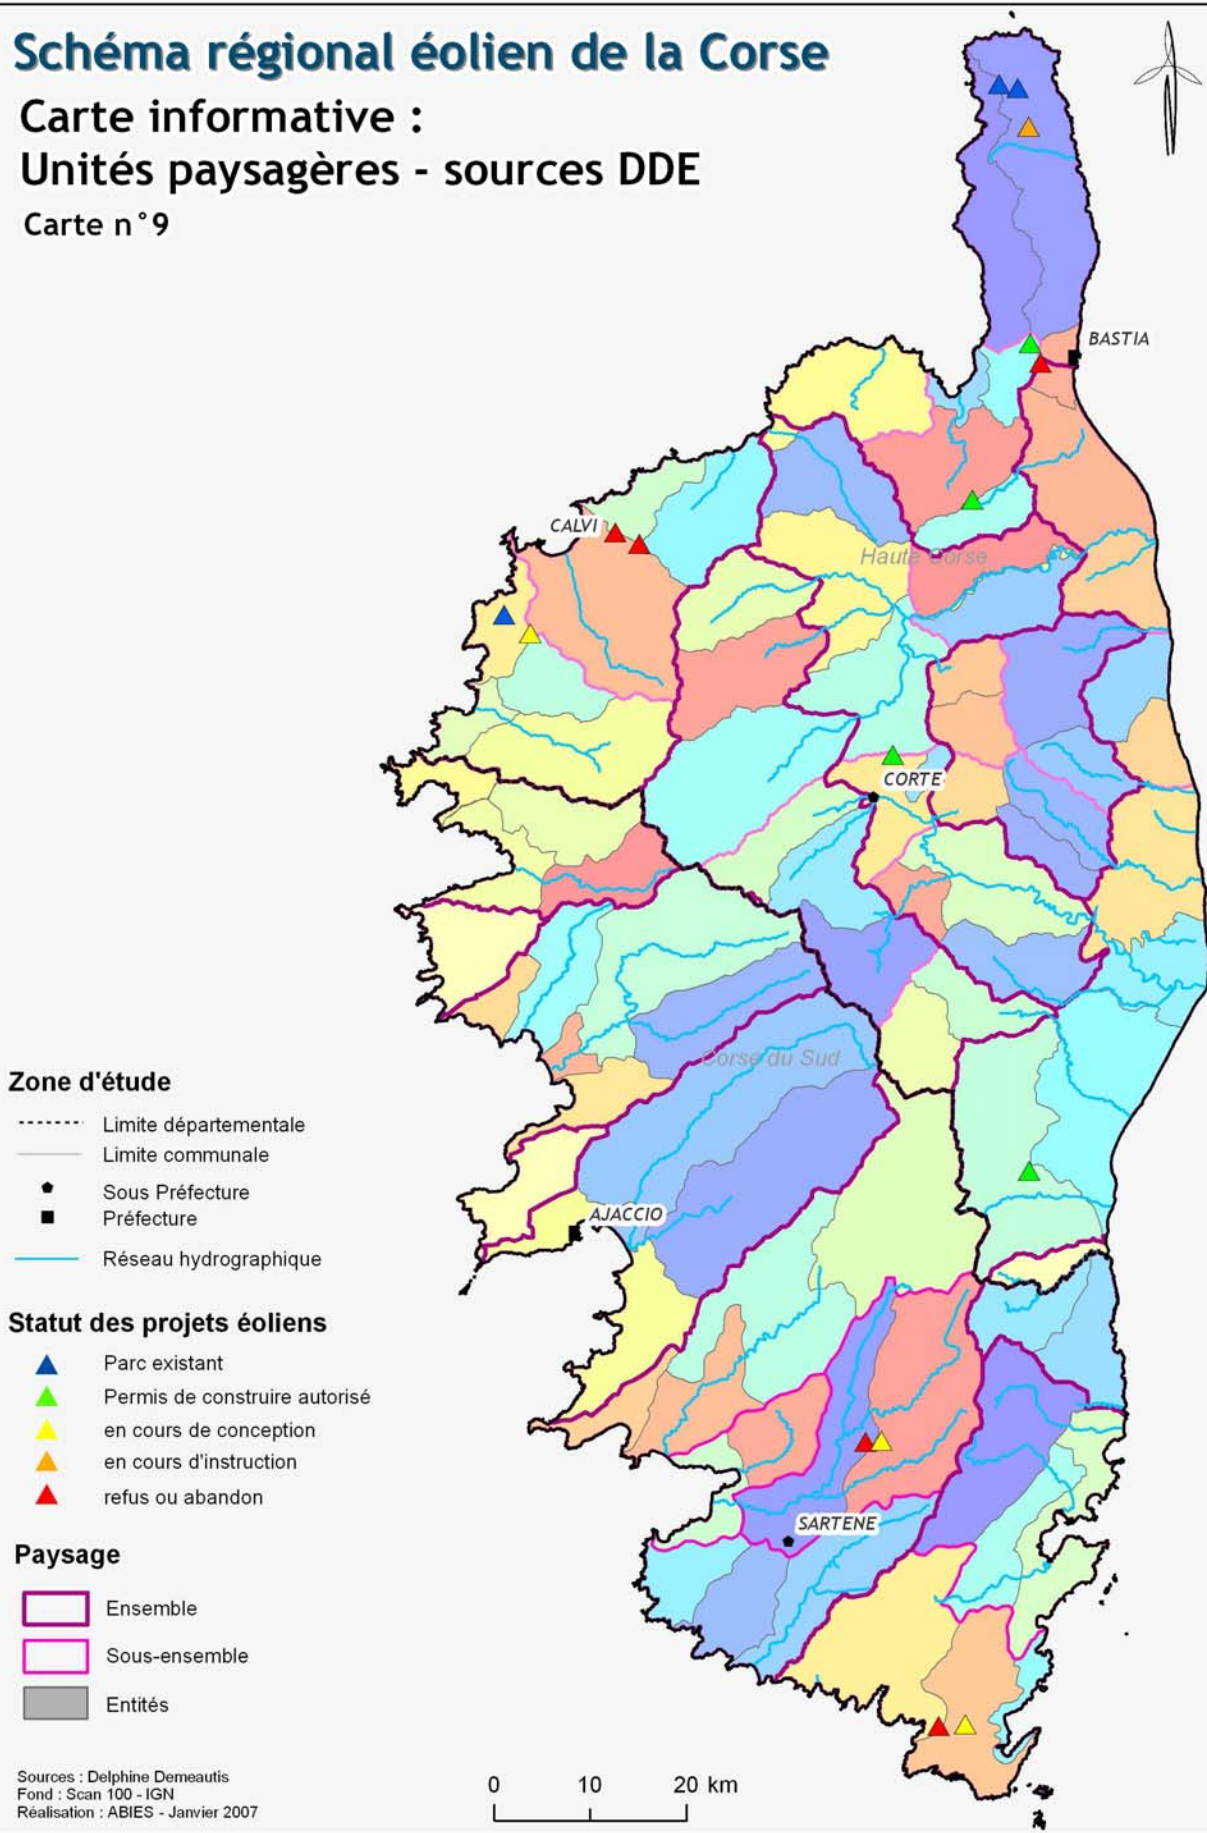 Schéma régional éolien de la Corse
Carte informative :
Unités paysagères - sources DDE
Carte n°9
BASTIA
CALVI
Haute Corse
CORTE
Corse du Sud
AJACCIO
SARTENE
Zone d'étude
Limite départementale
Limite communale
Sous Préfecture
Préfecture
Réseau hydrographique
Statut des projets éoliens
Parc existant
Permis de construire autorisé
en cours de conception
en cours d'instruction
refus ou abandon
Paysage
Ensemble
Sous-ensemble
Entités
Sources : Delphine Demeautis
Fond : Scan 100 - IGN
Réalisation : ABIES - Janvier 2007
0 10 20 km